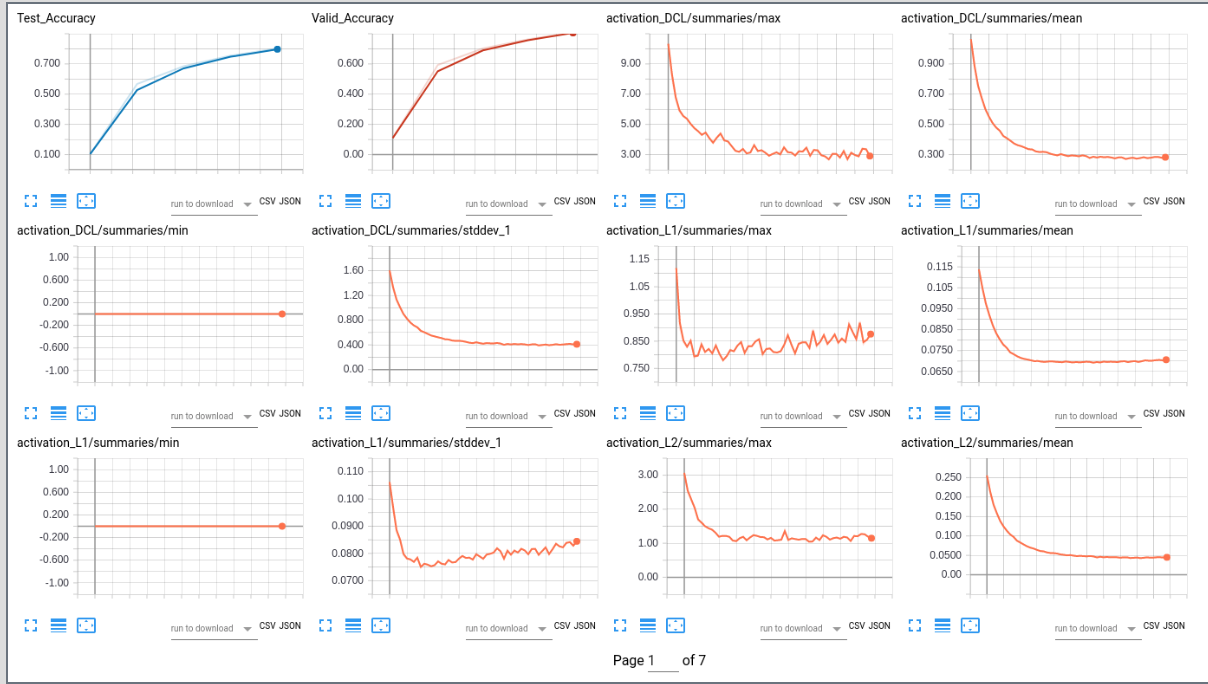 Test_Accuracy
0.700
0.500
0.300
0.100
run to download CSV JSON
Valid_Accuracy
0.600
0.400
0.200
0.00
run to download CSV JSON
activation_DCL/summaries/max
9.00
7.00
5.00
3.00
run to download CSV JSON
activation_DCL/summaries/mean
0.900
0.700
0.500
0.300
run to download CSV JSON
activation_DCL/summaries/min
1.00
0.600
0.200
-0.200
-0.600
-1.00
run to download CSV JSON
activation_DCL/summaries/stddev_1
1.60
1.20
0.800
0.400
0.00
run to download CSV JSON
activation_L1/summaries/max
1.15
1.05
0.950
0.850
0.750
run to download CSV JSON
activation_L1/summaries/mean
0.115
0.105
0.0950
0.0850
0.0750
0.0650
run to download CSV JSON
activation_L1/summaries/min
1.00
0.600
0.200
-0.200
-0.600
-1.00
run to download CSV JSON
activation_L1/summaries/stddev_1
0.110
0.100
0.0900
0.0800
0.0700
run to download CSV JSON
activation_L2/summaries/max
3.00
2.00
1.00
0.00
run to download CSV JSON
activation_L2/summaries/mean
0.250
0.200
0.150
0.100
0.0500
0.00
run to download CSV JSON
Page 1 of 7